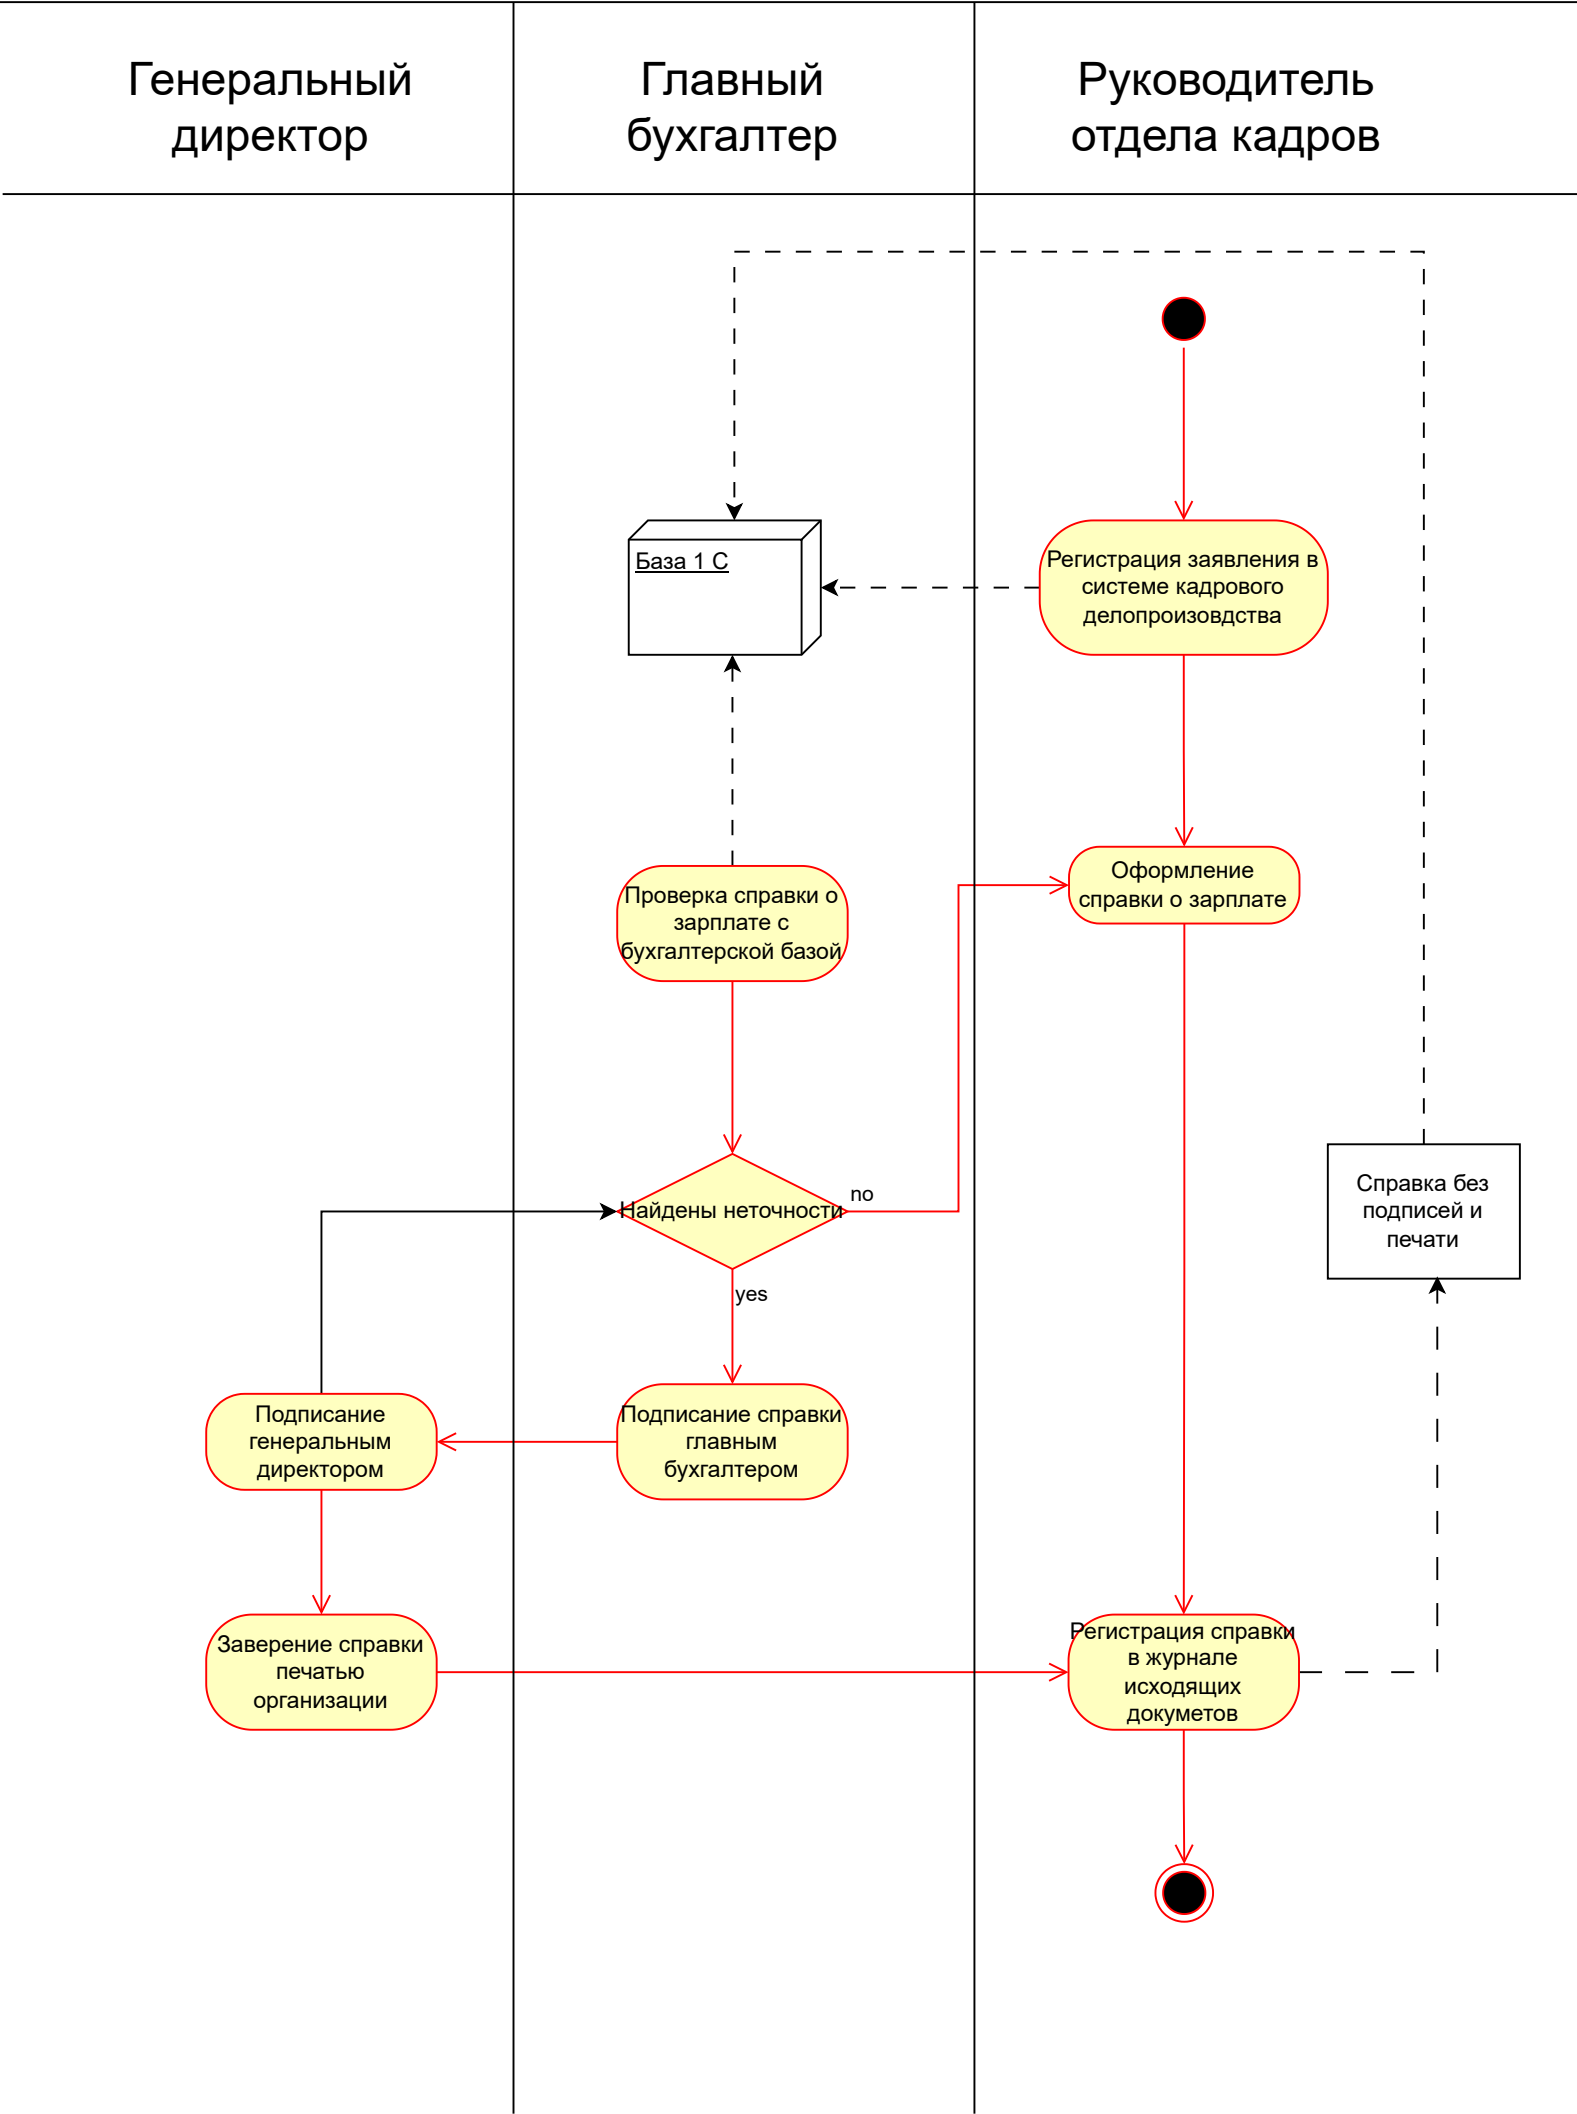 Генеральный
директор
Главный
бухгалтер
Руководитель
отдела кадров
База 1 С
Регистрация заявления в
системе кадрового
делопроизовдства
Проверка справки о
зарплате с
бухгалтерской базой
Оформление
справки о зарплате
Найдены неточности
no
yes
Справка без
подписей и
печати
Подписание
генеральным
директором
Подписание справки
главным
бухгалтером
Заверение справки
печатью
организации
Регистрация справки
в журнале
исходящих
докуметов